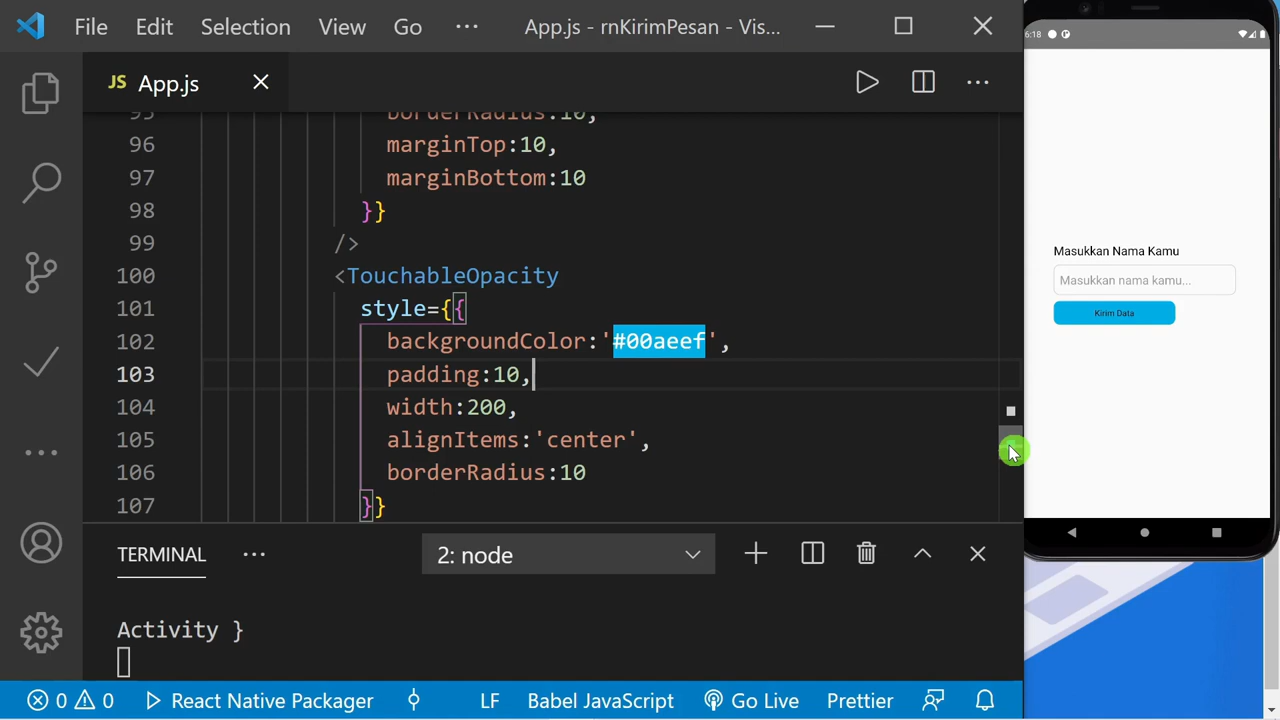 File Edit Selection View Go ··· App.js - rnKirimPesan - Vis...
JS App.js
95 borderRadius:10,
96 marginTop:10,
97 marginBottom:10
98 }}
99 />
100 <TouchableOpacity
101 style={{
102 backgroundColor:'#00aeef',
103 padding:10,
104 width:200,
105 alignItems:'center',
106 borderRadius:10
107 }}
TERMINAL ··· 2: node
Activity }
0 0 React Native Packager LF Babel JavaScript Go Live Prettier
6:18
Masukkan Nama Kamu
Masukkan nama kamu...
Kirim Data